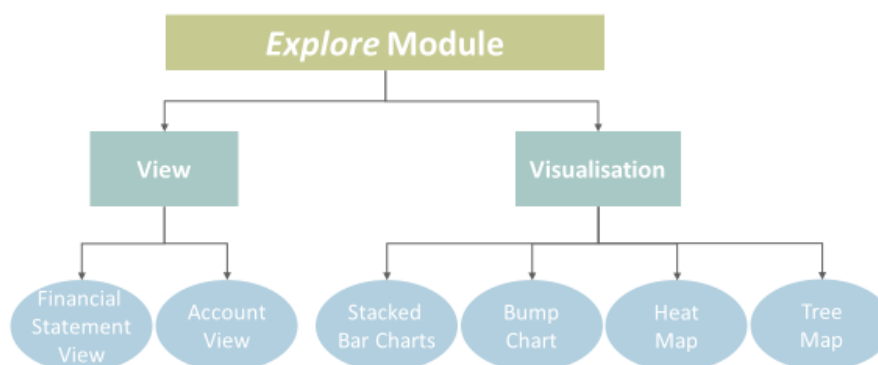 Explore Module
View
Visualisation
Financial
Statement
View
Account
View
Stacked
Bar Charts
Bump
Chart
Heat
Map
Tree
Map